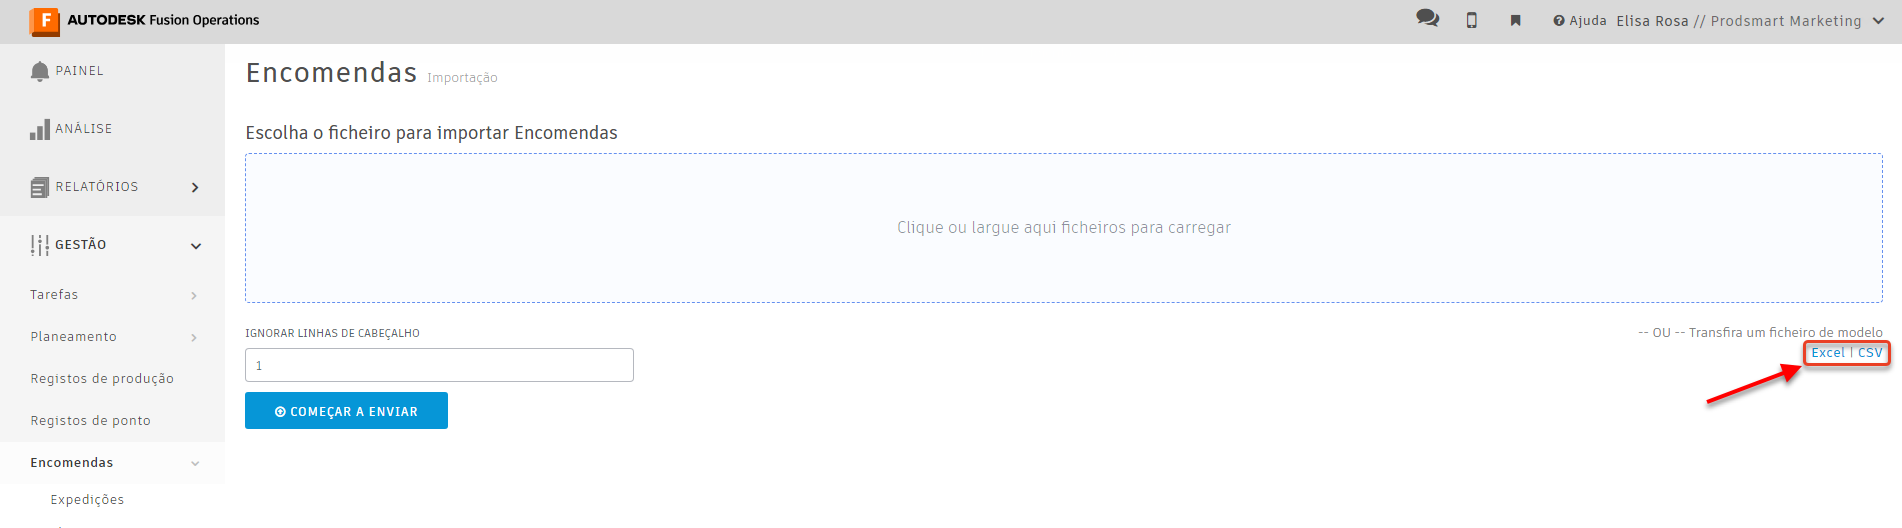 F AUTODESK Fusion Operations
Ajuda Elisa Rosa // Prodsmart Marketing
PAINEL
ANÁLISE
RELATÓRIOS
GESTÃO
Tarefas
Planeamento
Registos de produção
Registos de ponto
Encomendas
Expedições
Encomendas Importação
Escolha o ficheiro para importar Encomendas
Clique ou largue aqui ficheiros para carregar
IGNORAR LINHAS DE CABEÇALHO
1
COMEÇAR A ENVIAR
-- OU -- Transfira um ficheiro de modelo
Excel | CSV